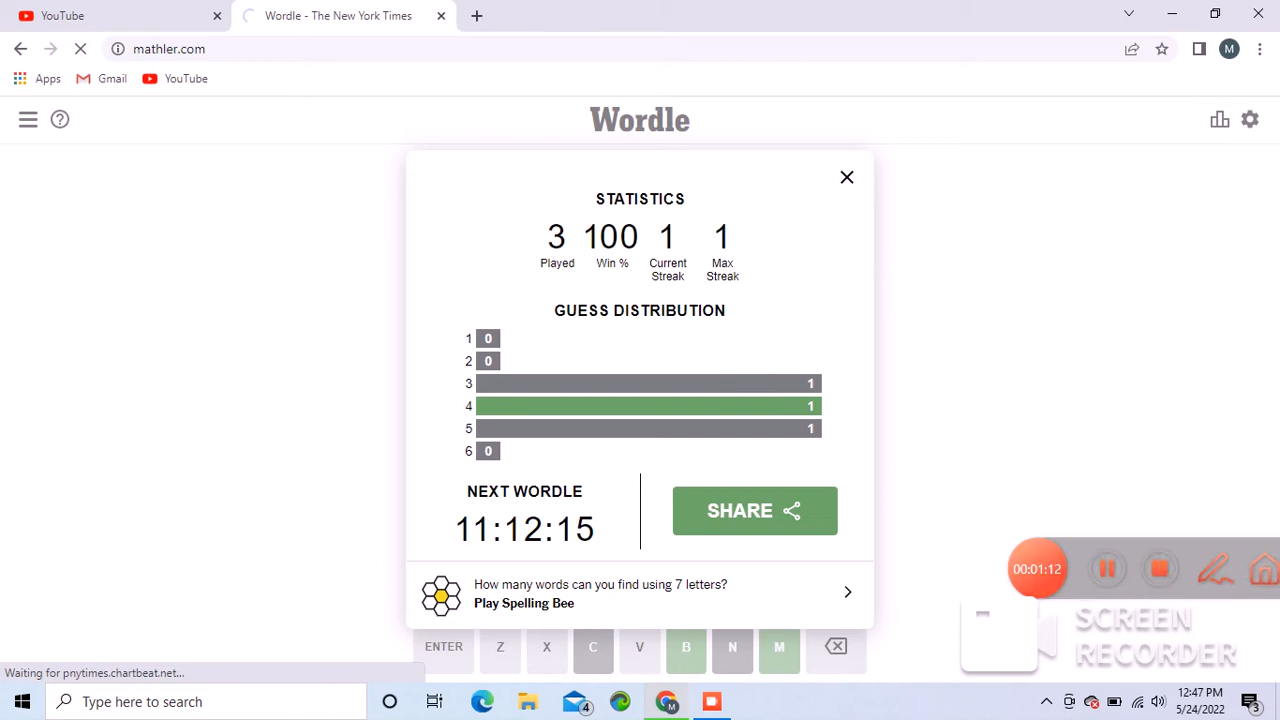 YouTube
Wordle - The New York Times
mathler.com
M
Apps Gmail YouTube
Wordle
STATISTICS
3 100 1 1
Played Win % Current Streak Max Streak
GUESS DISTRIBUTION
1 0
2 0
3 1
4 1
5 1
6 0
NEXT WORDLE
11:12:15
SHARE
How many words can you find using 7 letters?
Play Spelling Bee
ENTER Z X C V B N M
00:01:12
SCREEN
RECORDER
Waiting for pnytimes.chartbeat.net...
Type here to search
4
M
12:47 PM
5/24/2022
3